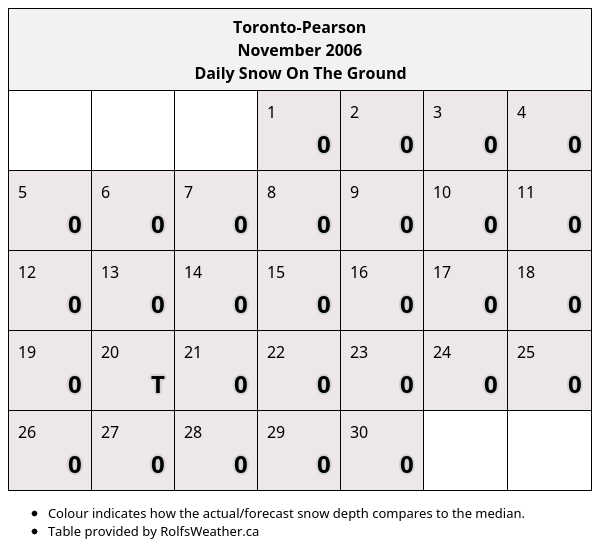 Toronto-Pearson
November 2006
Daily Snow On The Ground
1 2 3 4
0 0 0 0
5 6 7 8 9 10 11
0 0 0 0 0 0 0
12 13 14 15 16 17 18
0 0 0 0 0 0 0
19 20 21 22 23 24 25
0 T 0 0 0 0 0
26 27 28 29 30
0 0 0 0 0
• Colour indicates how the actual/forecast snow depth compares to the median.
• Table provided by RolfsWeather.ca